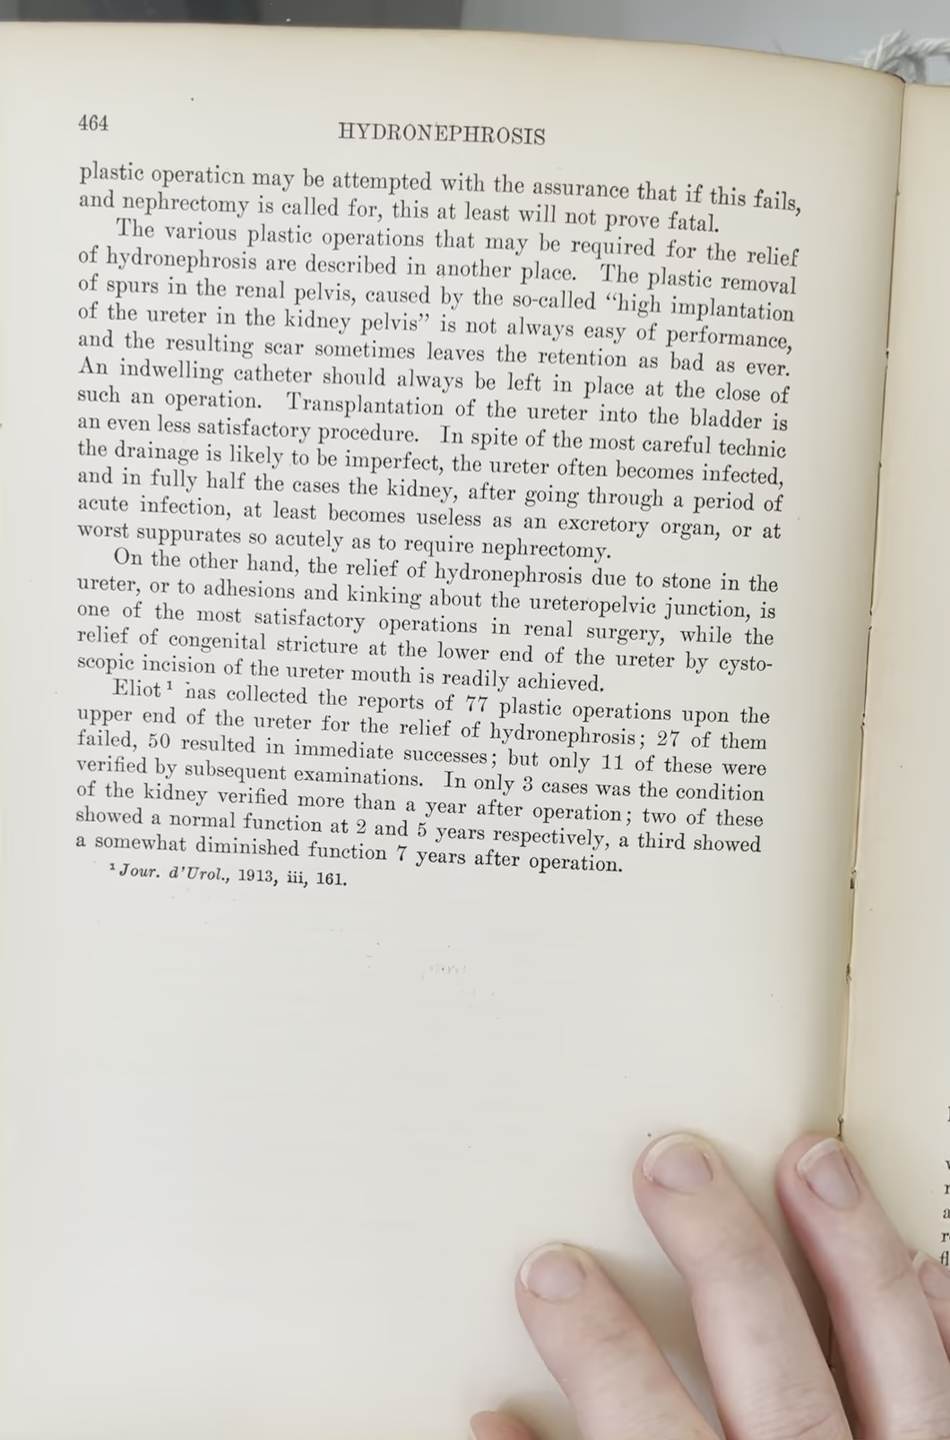 464
HYDRONEPHROSIS
plastic operaticn may be attempted with the assurance that if this fails,
and nephrectomy is called for, this at least will not prove fatal.
The various plastic operations that may be required for the relief
of hydronephrosis are described in another place. The plastic removal
of spurs in the renal pelvis, caused by the so-called “high implantation
of the ureter in the kidney pelvis” is not always easy of performance,
and the resulting scar sometimes leaves the retention as bad as ever.
An indwelling catheter should always be left in place at the close of
such an operation. Transplantation of the ureter into the bladder is
an even less satisfactory procedure. In spite of the most careful technic
the drainage is likely to be imperfect, the ureter often becomes infected,
and in fully half the cases the kidney, after going through a period of
acute infection, at least becomes useless as an excretory organ, or at
worst suppurates so acutely as to require nephrectomy.
On the other hand, the relief of hydronephrosis due to stone in the
ureter, or to adhesions and kinking about the ureteropelvic junction, is
one of the most satisfactory operations in renal surgery, while the
relief of congenital stricture at the lower end of the ureter by cysto-
scopic incision of the ureter mouth is readily achieved.
Eliot¹ has collected the reports of 77 plastic operations upon the
upper end of the ureter for the relief of hydronephrosis; 27 of them
failed, 50 resulted in immediate successes; but only 11 of these were
verified by subsequent examinations. In only 3 cases was the condition
of the kidney verified more than a year after operation; two of these
showed a normal function at 2 and 5 years respectively, a third showed
a somewhat diminished function 7 years after operation.
¹ Jour. d'Urol., 1913, iii, 161.